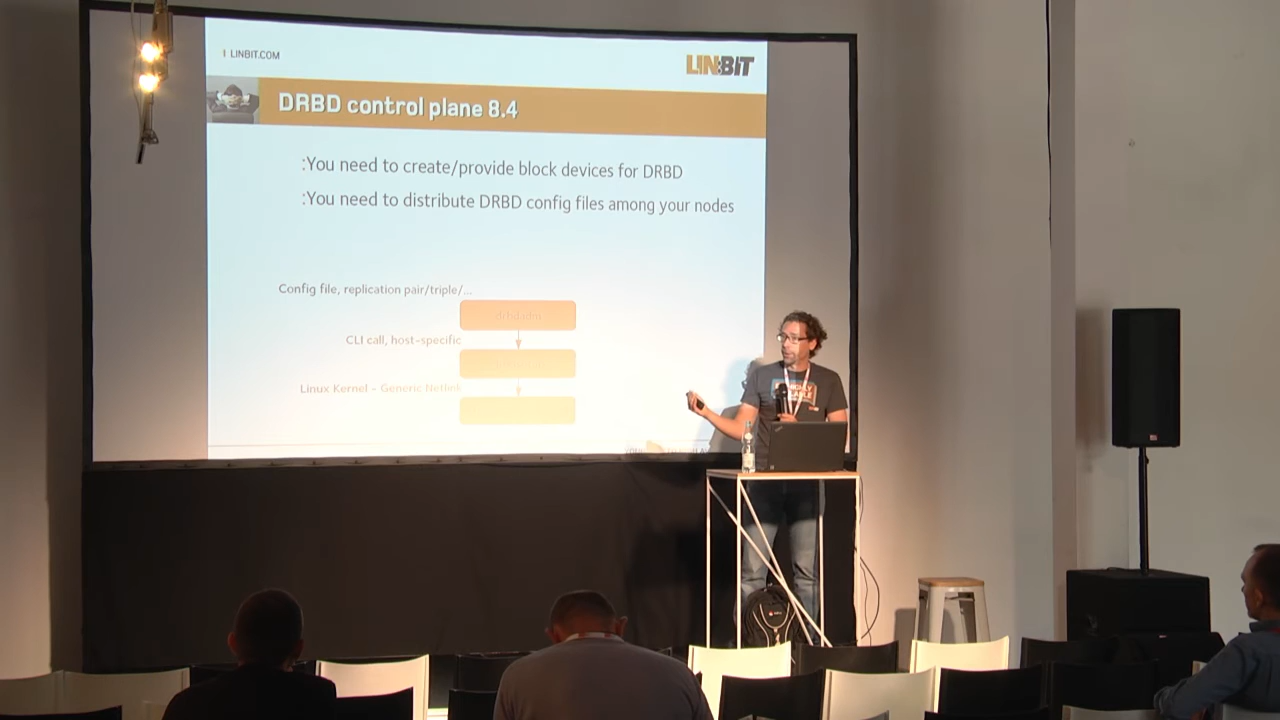 LINBIT.COM
LINBIT
DRBD control plane 8.4
:You need to create/provide block devices for DRBD
:You need to distribute DRBD config files among your nodes
Config file, replication pair/triple/...
drbdadm
CLI call, host-specific
Linux Kernel - Generic Netlink